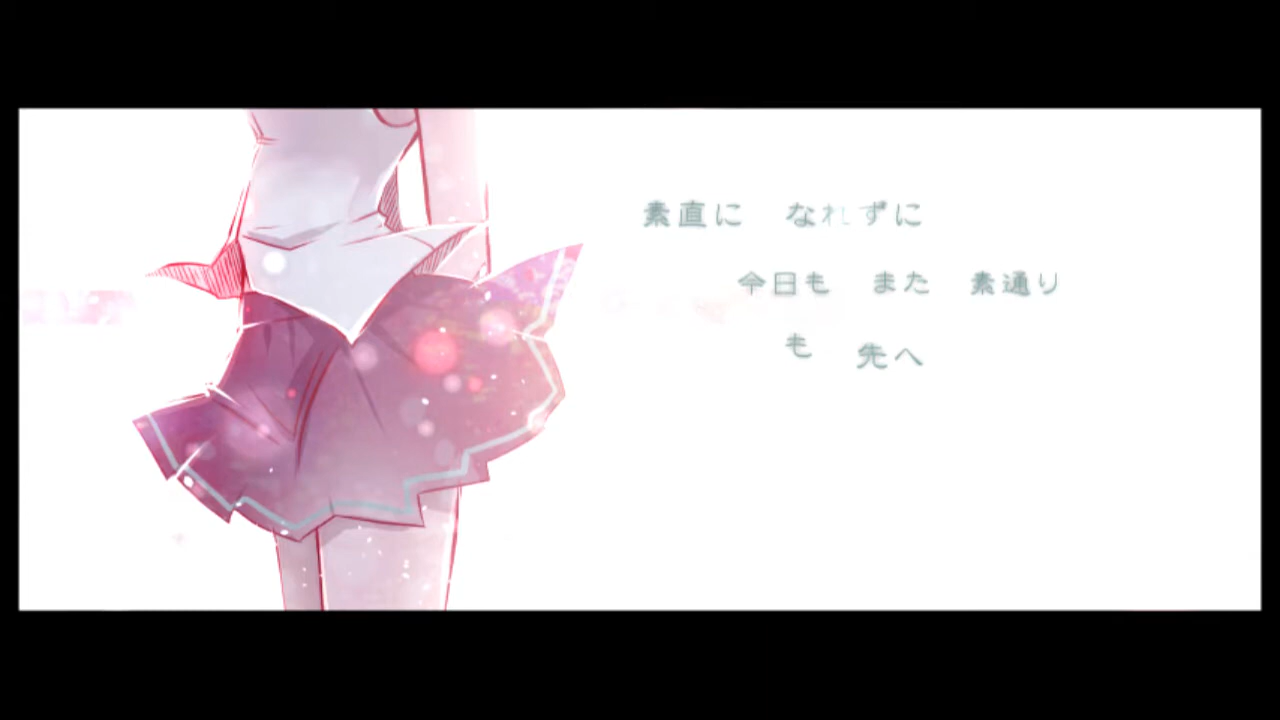 素直に なれずに
今日も また 素通り
も 先へ